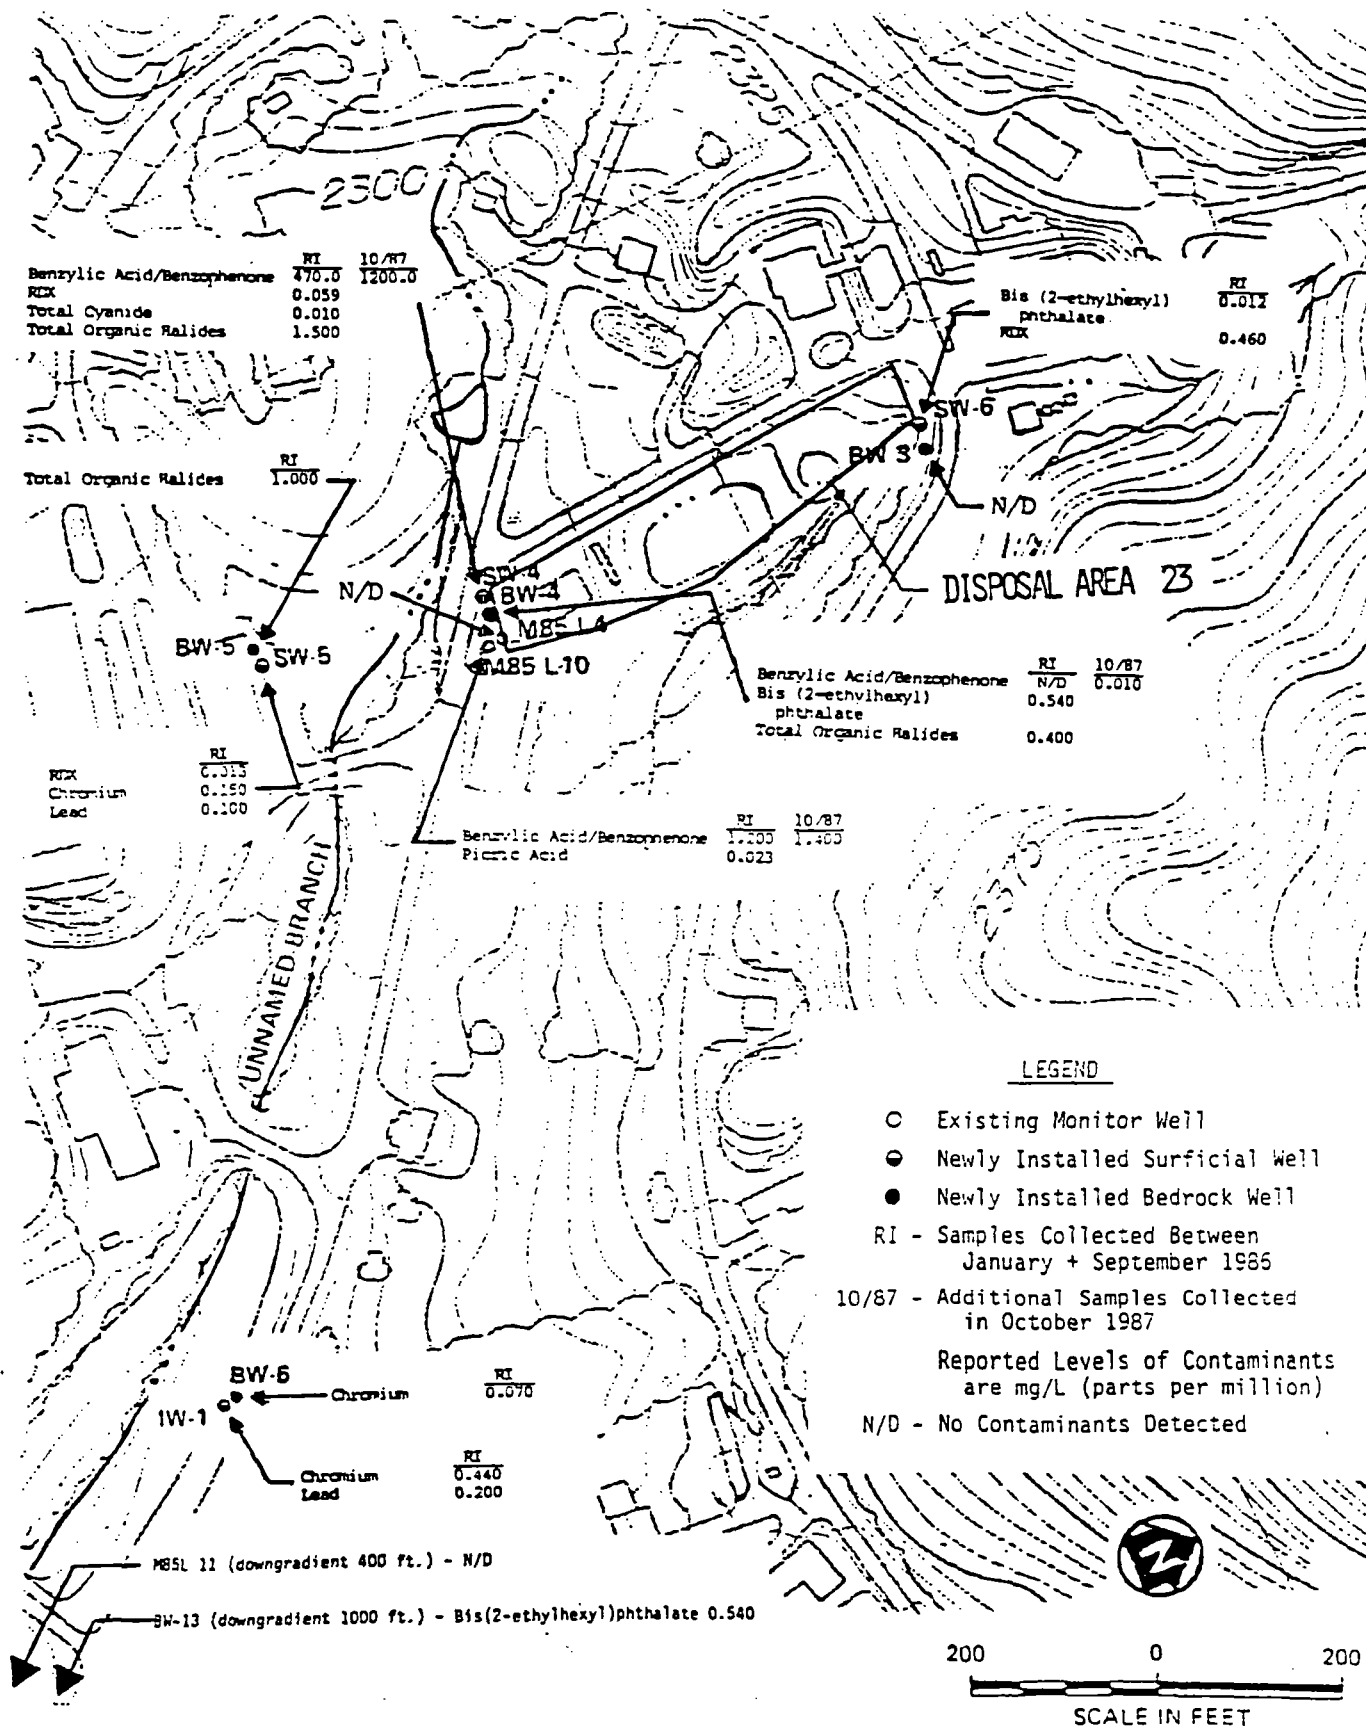 2325
2300
RI 10/87
Benzylic Acid/Benzophenone 470.0 1200.0
RDX 0.059
Total Cyanide 0.010
Total Organic Halides 1.500
RI
Bis (2-ethylhexyl) 0.012
phthalate
RDX 0.460
SW-6
BW 3
N/D
RI
Total Organic Halides 1.000
DISPOSAL AREA 23
N/D
SW-4
BW-4
M85 L4
M85 L-10
BW-5
SW-5
RI 10/87
Benzylic Acid/Benzophenone N/D 0.010
Bis (2-ethylhexyl) 0.540
phthalate
Total Organic Halides 0.400
RI
RDX
Chromium 0.150
Lead 0.100
RI 10/87
Benzylic Acid/Benzophenone
Picric Acid 0.023
UNNAMED BRANCH
LEGEND
Existing Monitor Well
Newly Installed Surficial Well
Newly Installed Bedrock Well
RI - Samples Collected Between
January + September 1986
10/87 - Additional Samples Collected
in October 1987
Reported Levels of Contaminants
are mg/L (parts per million)
N/D - No Contaminants Detected
BW-6
RI
Chromium 0.070
IW-1
RI
Chromium 0.440
Lead 0.200
M85L 11 (downgradient 400 ft.) - N/D
BW-13 (downgradient 1000 ft.) - Bis(2-ethylhexyl)phthalate 0.540
Z
200 0 200
SCALE IN FEET